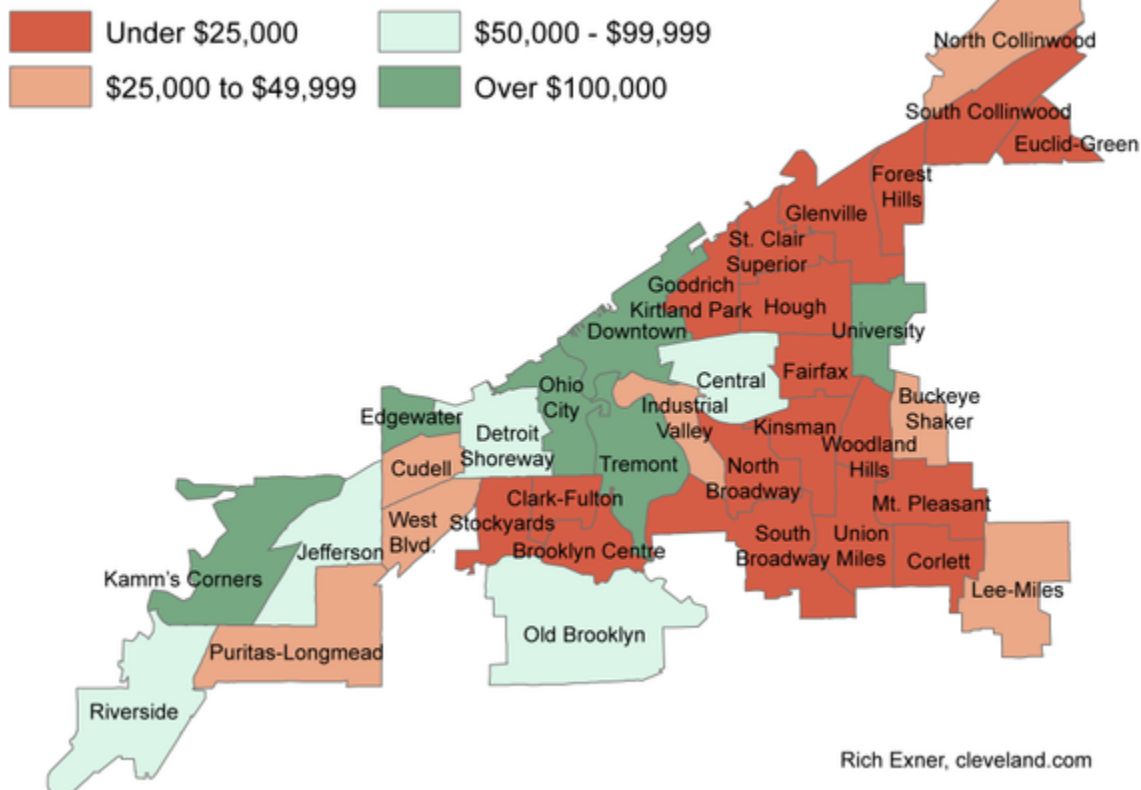 Under $25,000
$50,000 - $99,999
$25,000 to $49,999
Over $100,000
North Collinwood
South Collinwood
Euclid-Green
Forest
Hills
Glenville
St. Clair
Superior
Goodrich
Kirtland Park
Hough
Downtown
University
Fairfax
Central
Ohio
City
Buckeye
Shaker
Industrial
Valley
Edgewater
Kinsman
Detroit
Shoreway
Woodland
Hills
Cudell
Tremont
North
Broadway
Clark-Fulton
Mt. Pleasant
West
Blvd.
Stockyards
South
Broadway
Union
Miles
Jefferson
Brooklyn Centre
Corlett
Kamm's Corners
Lee-Miles
Old Brooklyn
Puritas-Longmead
Riverside
Rich Exner, cleveland.com